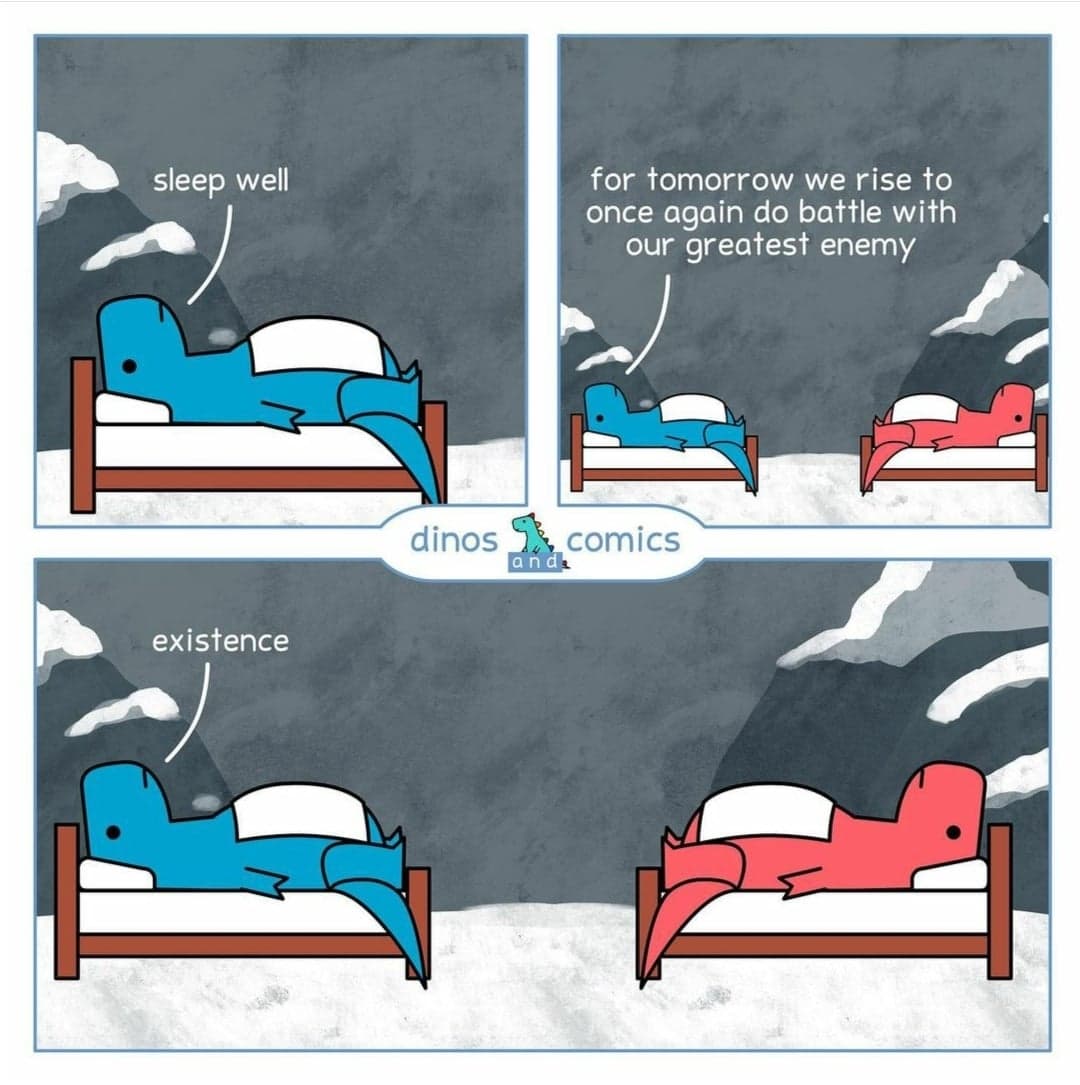 sleep well
for tomorrow we rise to
once again do battle with
our greatest enemy
dinos and comics
existence